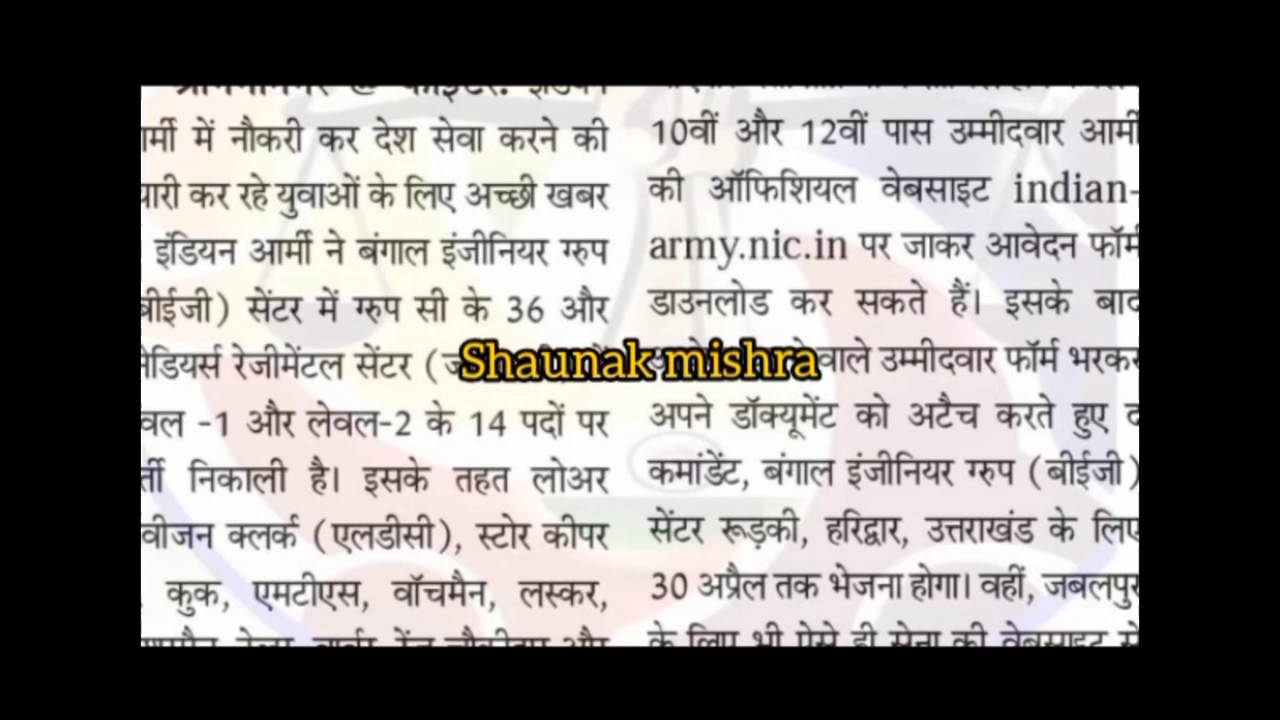 में नौकरी कर देश सेवा करने की
कर रहे युवाओं के लिए अच्छी खबर
इंडियन आर्मी ने बंगाल इंजीनियर ग्रुप
सेंटर में ग्रुप सी के 36 और
रेजीमेंटल सेंटर
-1 और लेवल-2 के 14 पदों पर
निकाली है। इसके तहत लोअर
क्लर्क (एलडीसी), स्टोर कीपर
कुक, एमटीएस, वॉचमैन, लस्कर,
10वीं और 12वीं पास उम्मीदवार आर्मी
की ऑफिशियल वेबसाइट indian-
army.nic.in पर जाकर आवेदन फॉर्म
डाउनलोड कर सकते हैं। इसके बाद
Shaunak mishra
वाले उम्मीदवार फॉर्म भरकर
अपने डॉक्यूमेंट को अटैच करते हुए द
कमांडेंट, बंगाल इंजीनियर ग्रुप (बीईजी)
सेंटर रूड़की, हरिद्वार, उत्तराखंड के लिए
30 अप्रैल तक भेजना होगा। वहीं, जबलपुर
के लिए भी ऐसे ही सेना की वेबसाइट से